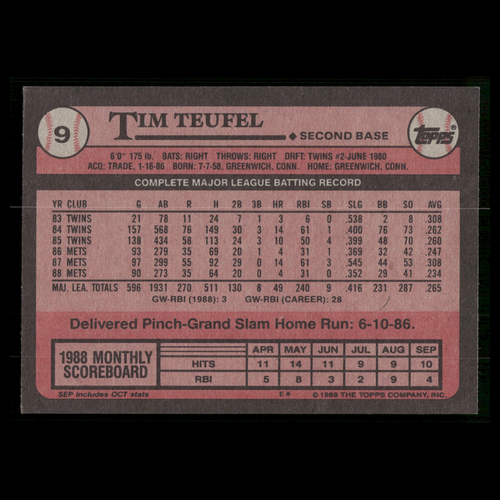 9
TIM TEUFEL
◆ SECOND BASE
TOPPS
6'0" 175 lb. BATS: RIGHT THROWS: RIGHT DRFT: TWINS #2-JUNE 1980
ACQ: TRADE, 1-16-86 BORN: 7-7-58, GREENWICH, CONN. HOME: GREENWICH, CONN.
COMPLETE MAJOR LEAGUE BATTING RECORD
YR CLUB G AB R H 2B 3B HR RBI SB SLG BB SO AVG
83 TWINS 21 78 11 24 7 1 3 6 0 .538 2 8 .308
84 TWINS 157 568 76 149 30 3 14 61 1 .400 76 73 .262
85 TWINS 138 434 58 113 24 3 10 50 4 .399 48 70 .260
86 METS 93 279 35 69 20 1 4 31 1 .369 32 42 .247
87 METS 97 299 55 92 29 0 14 61 3 .545 44 53 .308
88 METS 90 273 35 64 20 0 4 31 0 .352 29 41 .234
MAJ. LEA. TOTALS 596 1931 270 511 130 8 49 240 9 .416 231 287 .265
GW-RBI (1988): 3 GW-RBI (CAREER): 28
Delivered Pinch-Grand Slam Home Run: 6-10-86.
1988 MONTHLY SCOREBOARD
APR MAY JUN JUL AUG SEP
HITS 11 14 11 9 9 10
RBI 5 8 3 2 9 4
SEP includes OCT stats
E*
© 1989 THE TOPPS COMPANY, INC.